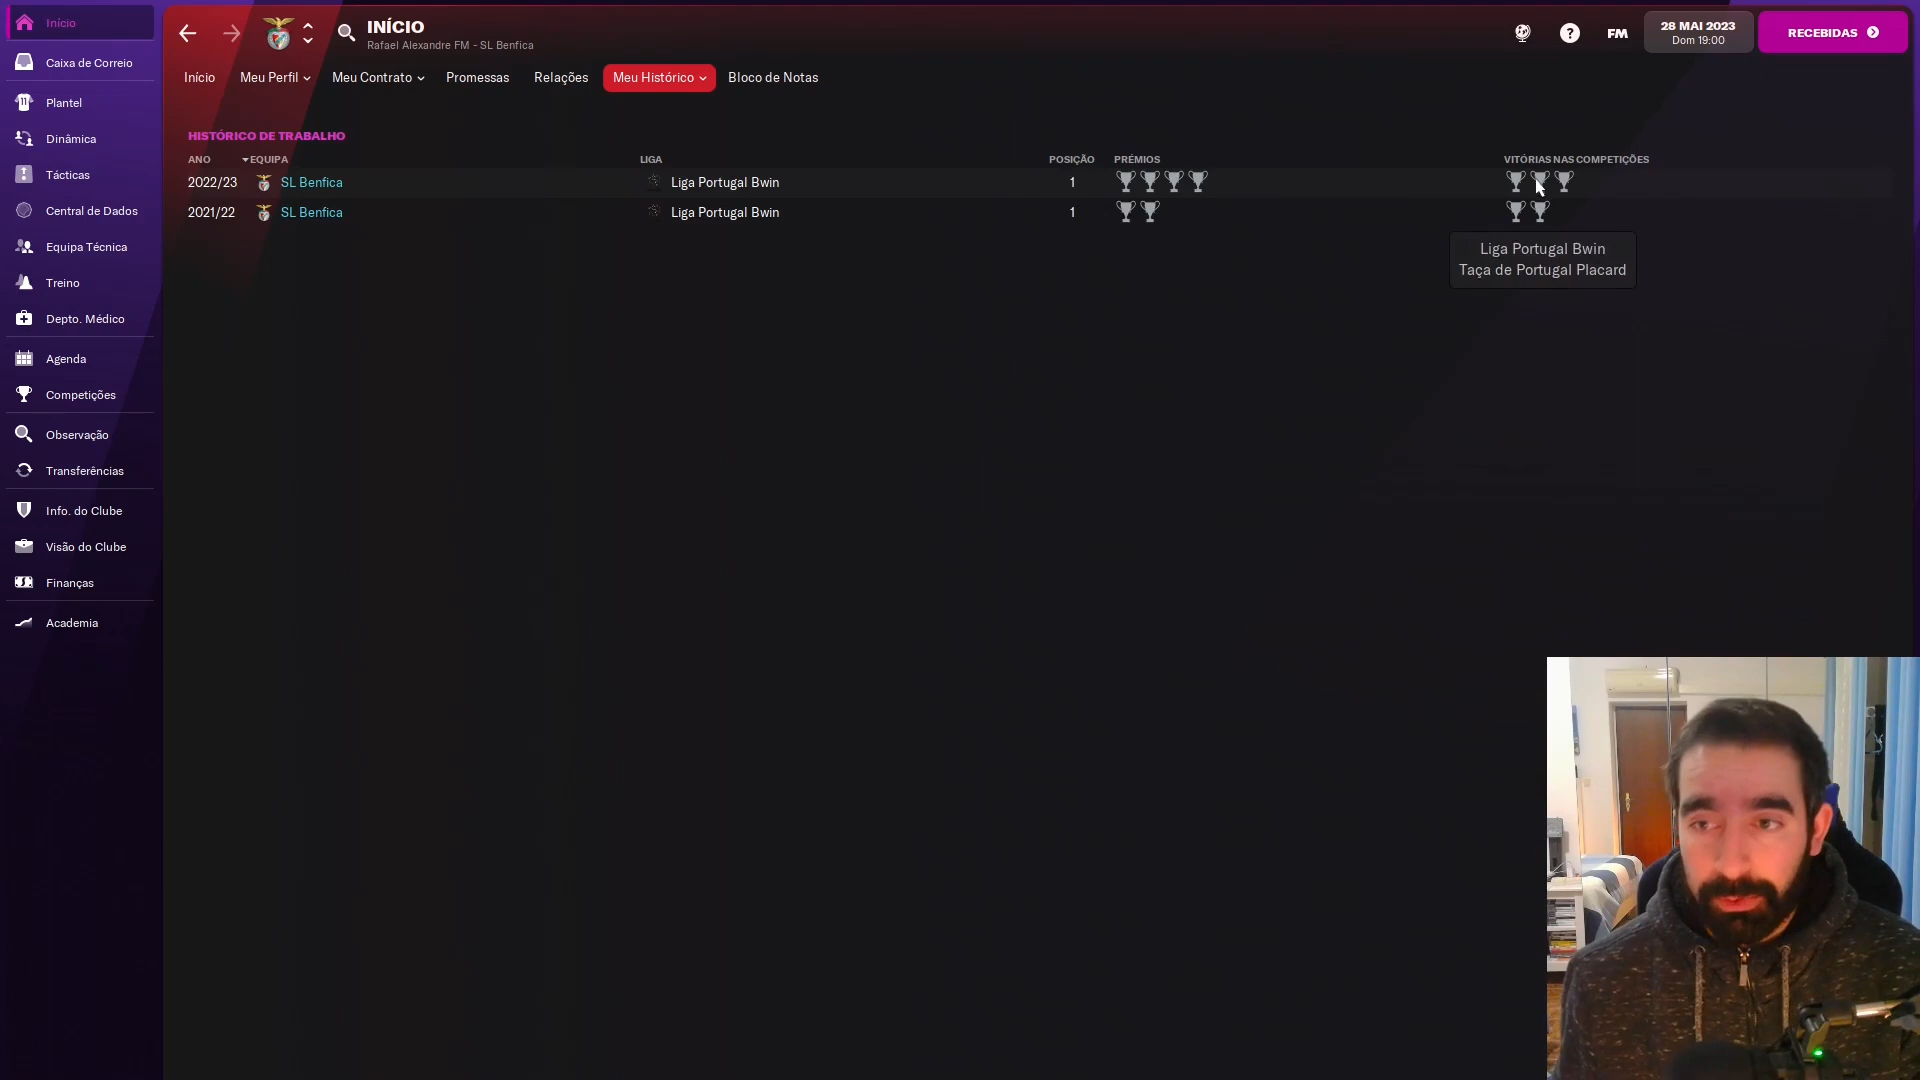 Início
Caixa de Correio
Plantel
Dinâmica
Tácticas
Central de Dados
Equipa Técnica
Treino
Depto. Médico
Agenda
Competições
Observação
Transferências
Info. do Clube
Visão do Clube
Finanças
Academia
INÍCIO
Rafael Alexandre FM - SL Benfica
FM
28 MAI 2023
Dom 19:00
RECEBIDAS
Início Meu Perfil Meu Contrato Promessas Relações Meu Histórico Bloco de Notas
HISTÓRICO DE TRABALHO
ANO EQUIPA LIGA POSIÇÃO PRÉMIOS VITÓRIAS NAS COMPETIÇÕES
2022/23 SL Benfica Liga Portugal Bwin 1
2021/22 SL Benfica Liga Portugal Bwin 1
Liga Portugal Bwin
Taça de Portugal Placard